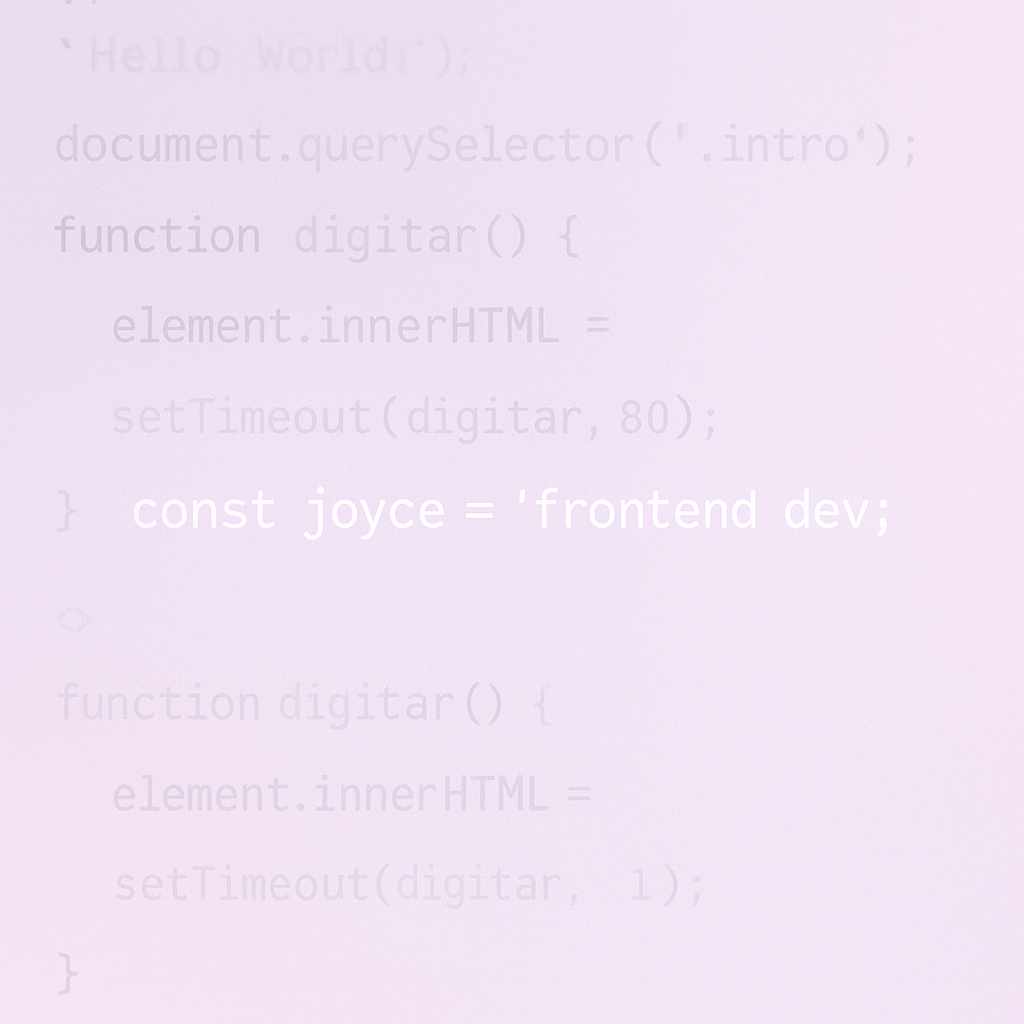 `Hello World!`);
document.querySelector('.intro');
function digitar() {
element.innerHTML =
setTimeout(digitar, 80);
} const joyce = 'frontend dev;
<>
function digitar() {
element.innerHTML =
setTimeout(digitar, 1);
}